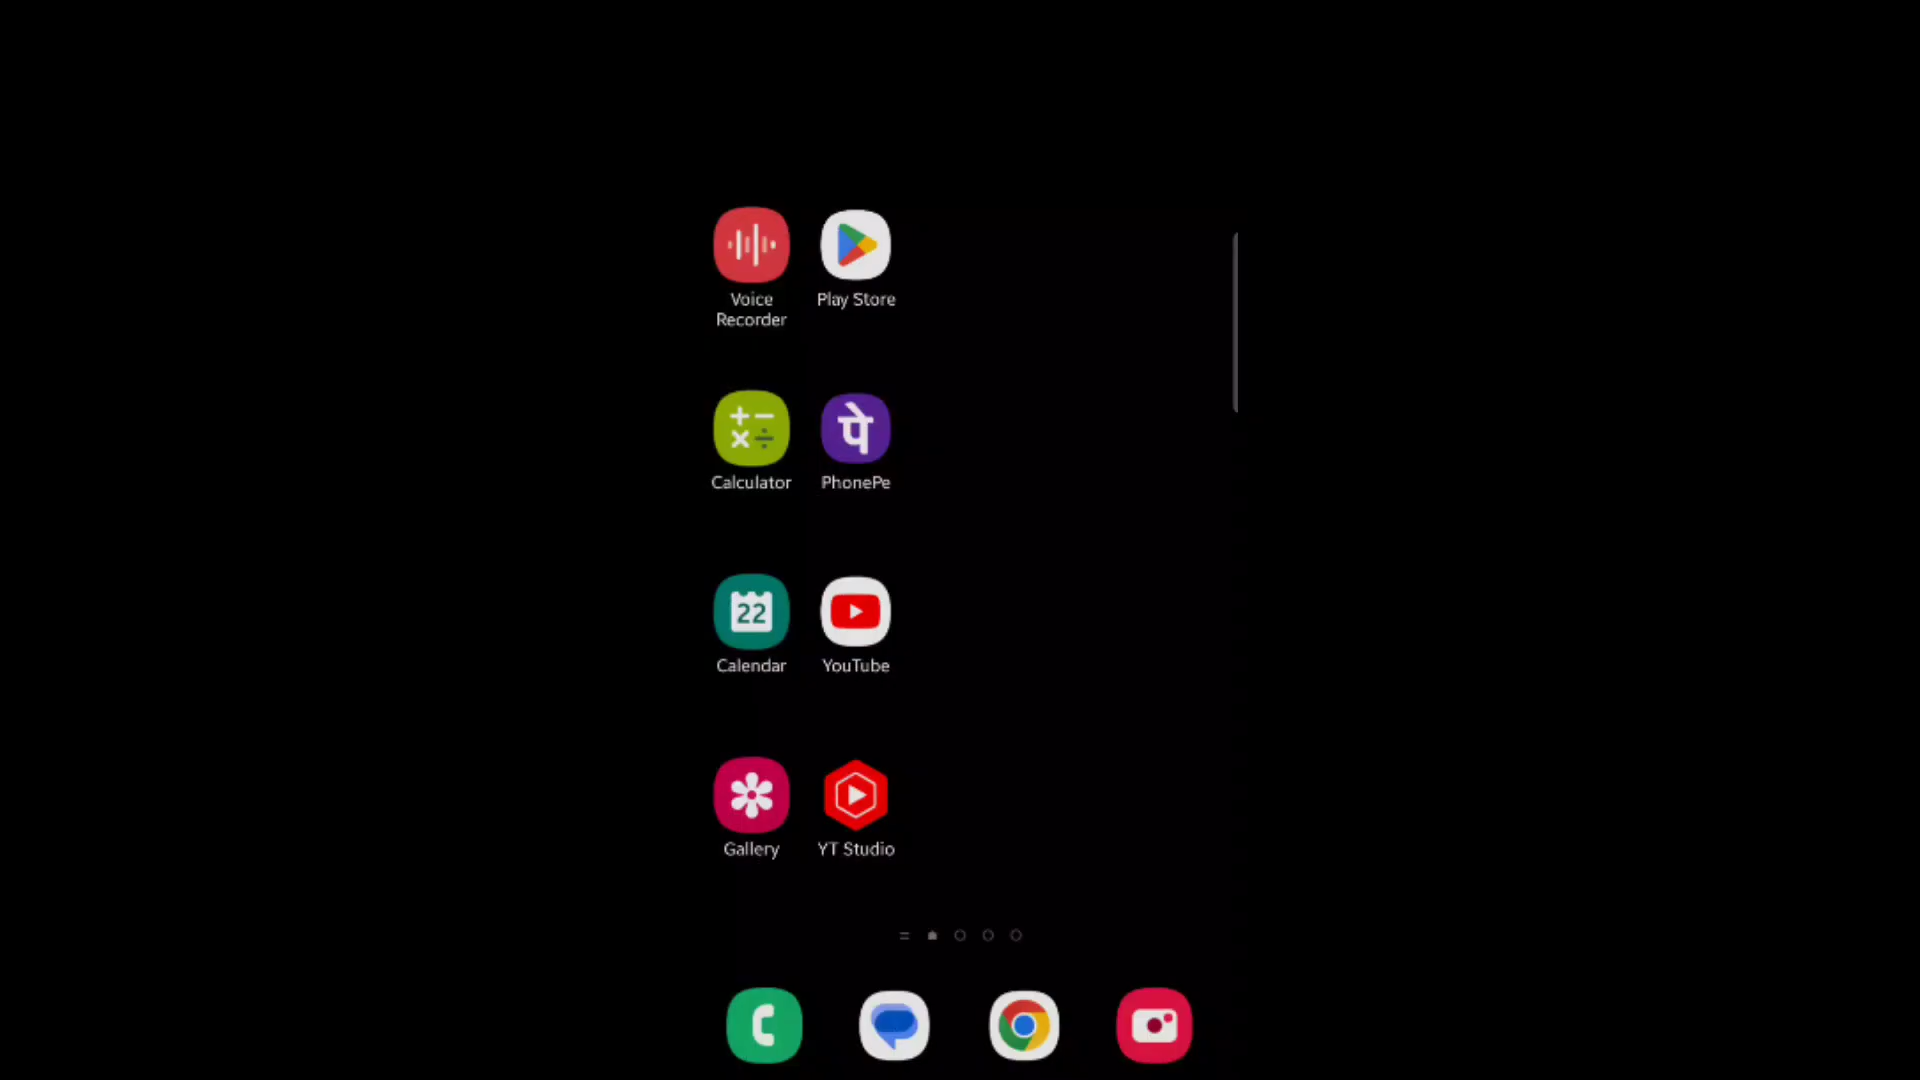 Voice Recorder
Play Store
Calculator
पे
PhonePe
22
Calendar
YouTube
Gallery
YT Studio